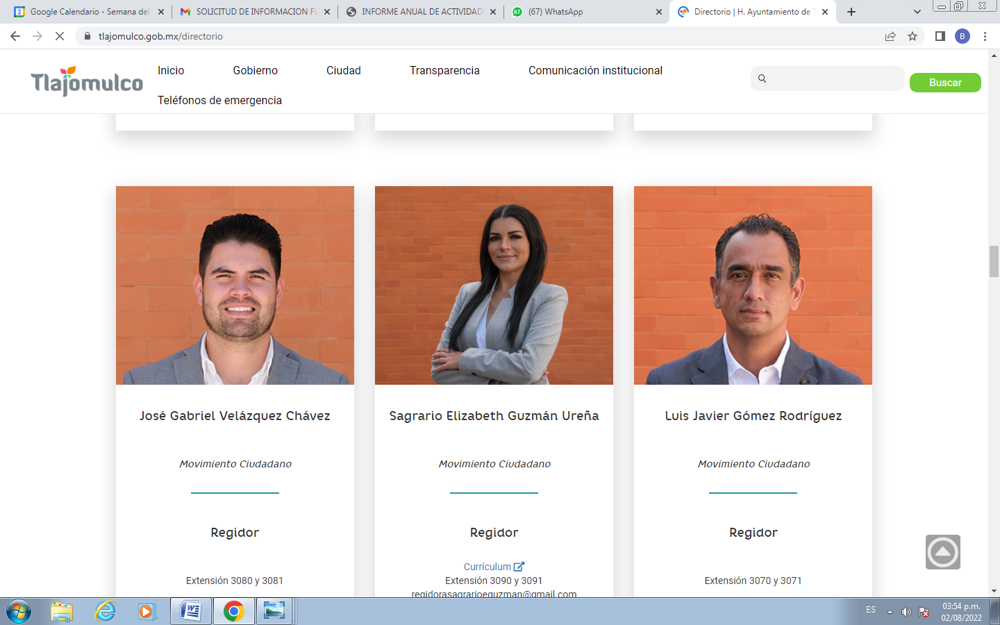 Google Calendario - Semana del
SOLICITUD DE INFORMACION FU
INFORME ANUAL DE ACTIVIDAD
(67) WhatsApp
Directorio | H. Ayuntamiento de T
tlajomulco.gob.mx/directorio
B
Tlajomulco
Inicio
Gobierno
Ciudad
Transparencia
Comunicación institucional
Teléfonos de emergencia
Buscar
José Gabriel Velázquez Chávez
Movimiento Ciudadano
Regidor
Extensión 3080 y 3081
Sagrario Elizabeth Guzmán Ureña
Movimiento Ciudadano
Regidor
Currículum
Extensión 3090 y 3091
regidorasagrarioeguzman@gmail.com
Luis Javier Gómez Rodríguez
Movimiento Ciudadano
Regidor
Extensión 3070 y 3071
ES
03:54 p.m.
02/08/2022